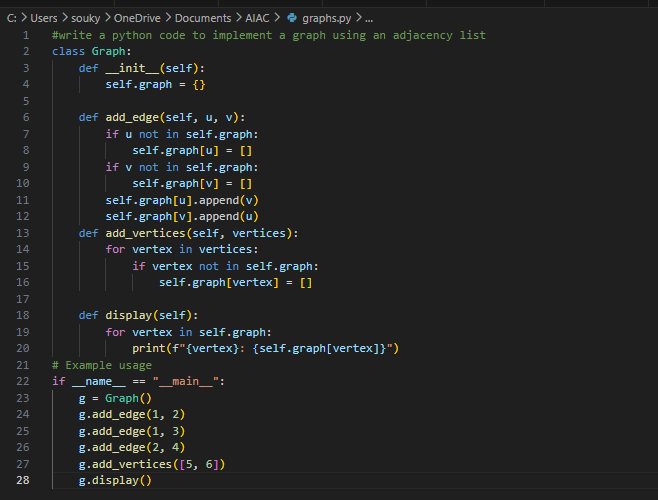 C: > Users > souky > OneDrive > Documents > AIAC > graphs.py > ...
1 #write a python code to implement a graph using an adjacency list
2 class Graph:
3     def __init__(self):
4         self.graph = {}
5
6     def add_edge(self, u, v):
7         if u not in self.graph:
8             self.graph[u] = []
9         if v not in self.graph:
10             self.graph[v] = []
11         self.graph[u].append(v)
12         self.graph[v].append(u)
13     def add_vertices(self, vertices):
14         for vertex in vertices:
15             if vertex not in self.graph:
16                 self.graph[vertex] = []
17
18     def display(self):
19         for vertex in self.graph:
20             print(f"{vertex}: {self.graph[vertex]}")
21 # Example usage
22 if __name__ == "__main__":
23     g = Graph()
24     g.add_edge(1, 2)
25     g.add_edge(1, 3)
26     g.add_edge(2, 4)
27     g.add_vertices([5, 6])
28     g.display()